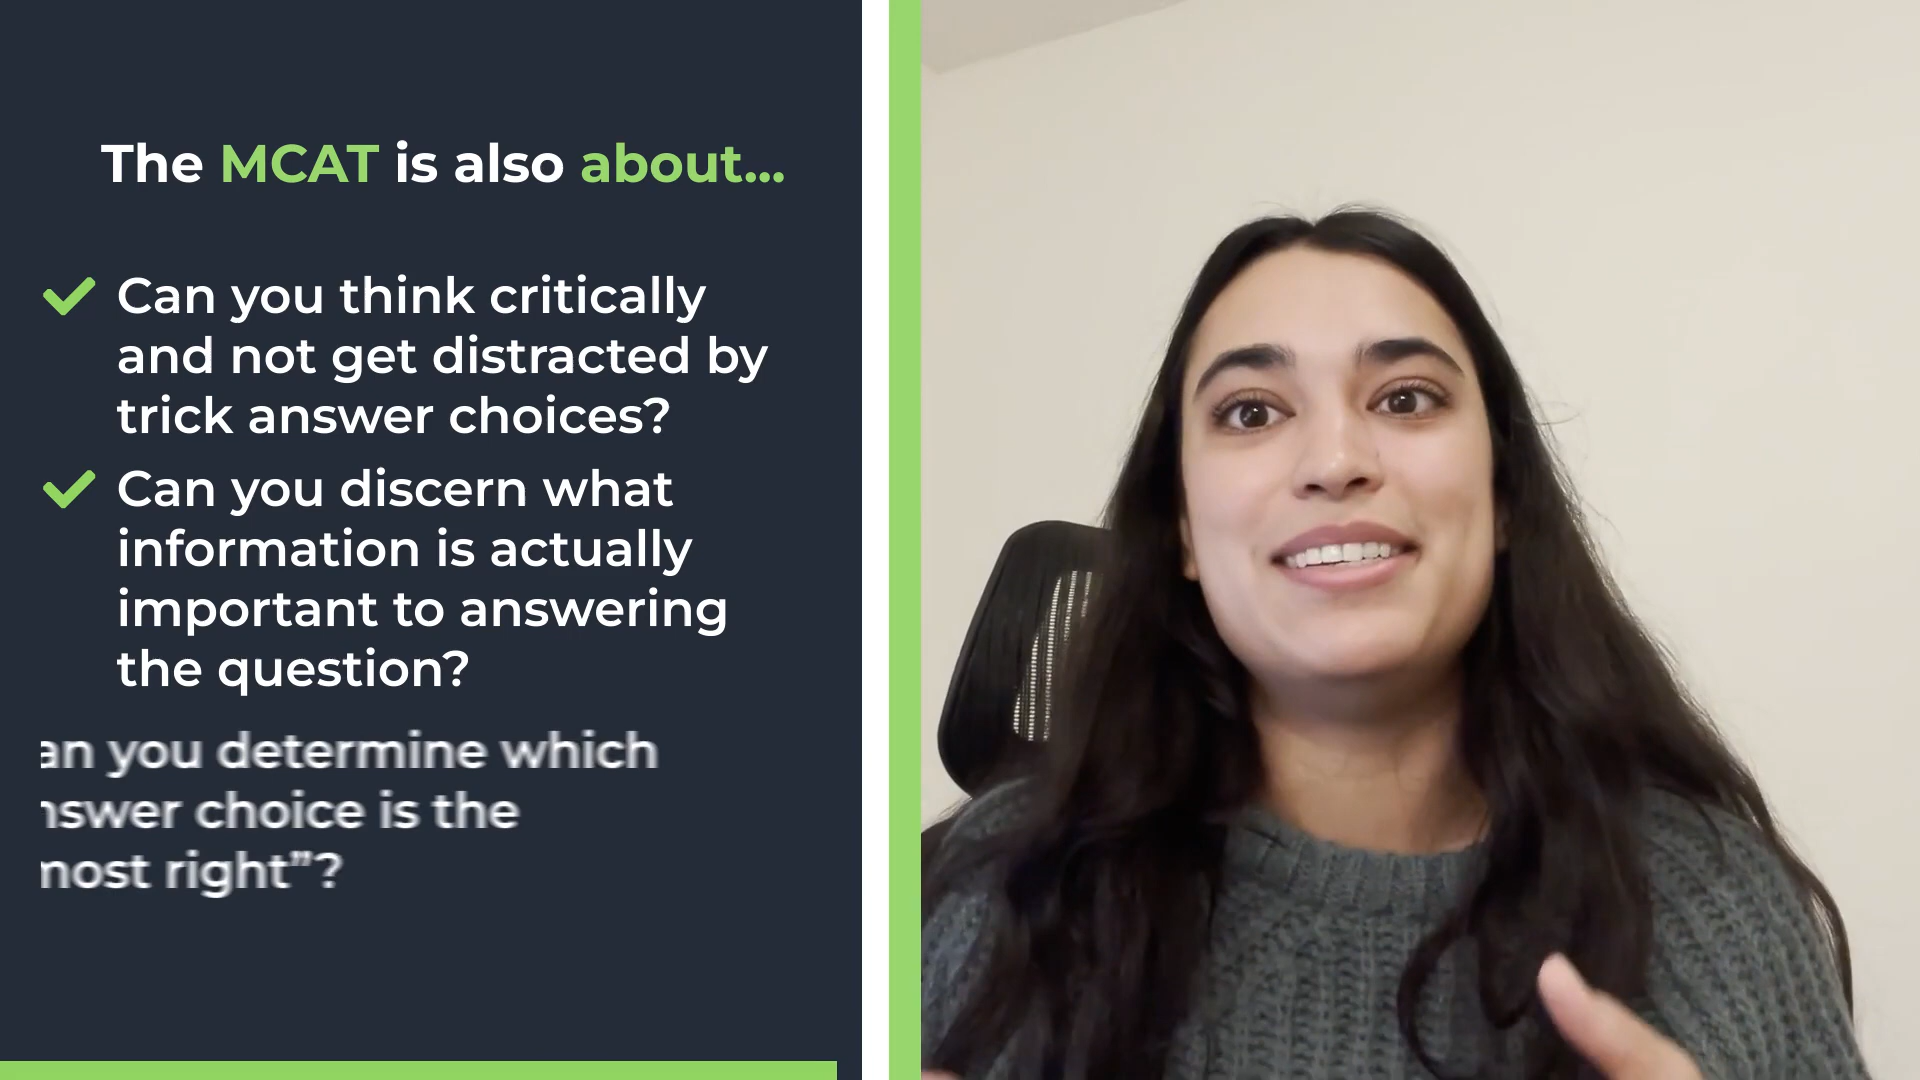 The MCAT is also about...
Can you think critically
and not get distracted by
trick answer choices?
Can you discern what
information is actually
important to answering
the question?
an you determine which
nswer choice is the
most right”?